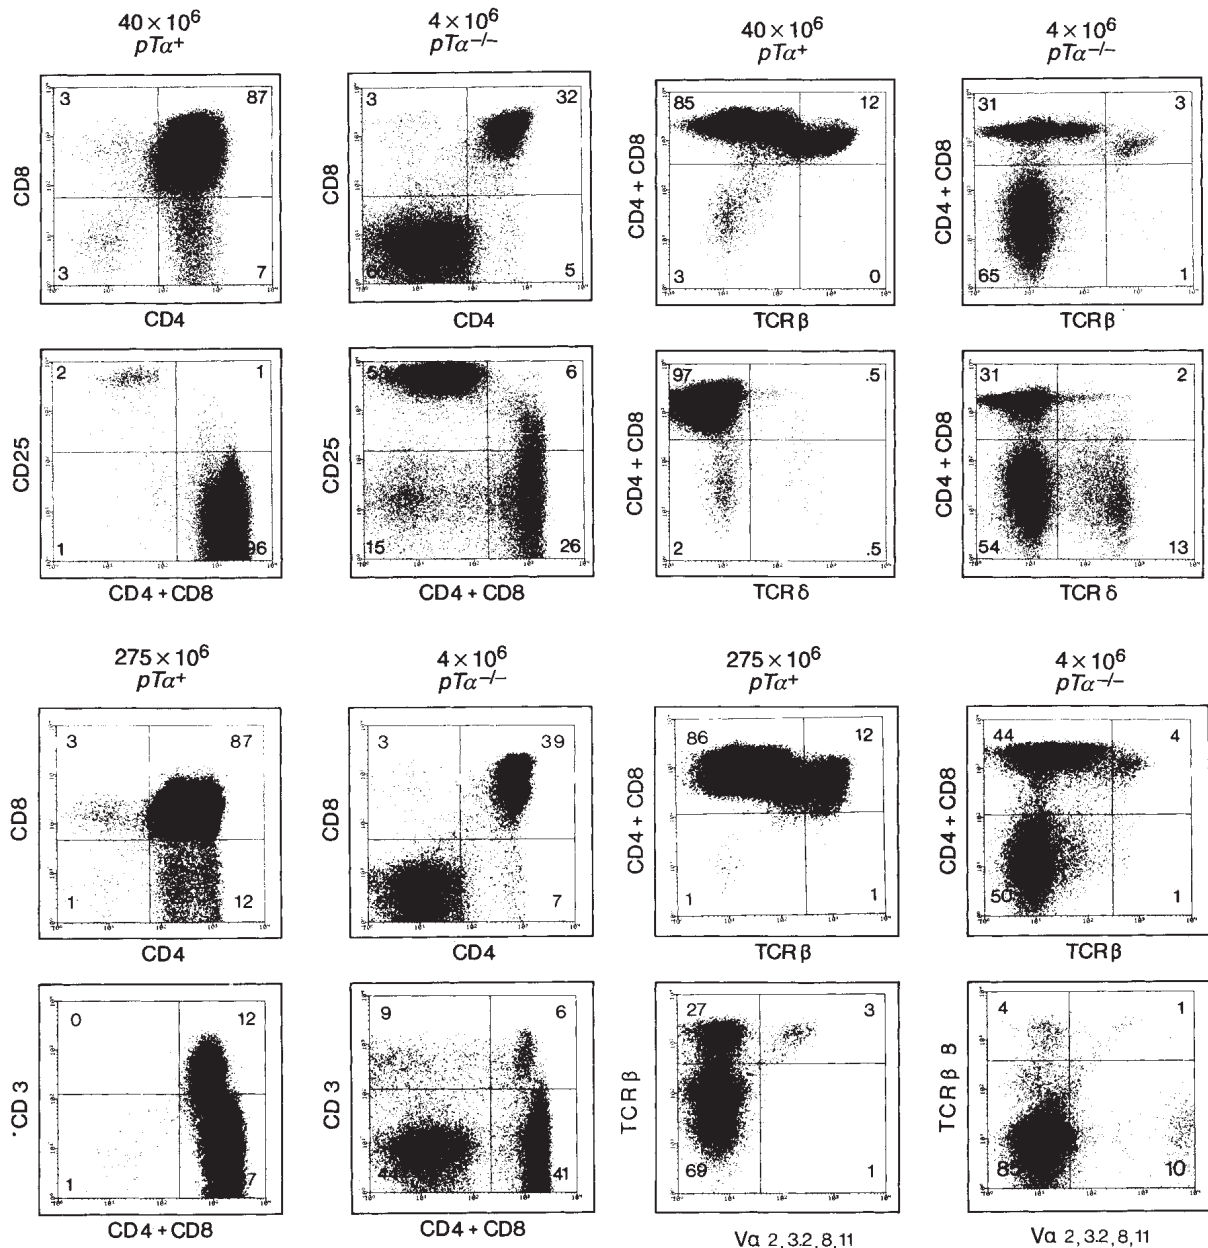 40 × 10⁶ pTα⁺
4 × 10⁶ pTα⁻/⁻
40 × 10⁶ pTα⁺
4 × 10⁶ pTα⁻/⁻
3 87
CD8
3 7
CD4
3 32
CD8
5
CD4
85 12
CD4 + CD8
3 0
TCR β
31 3
CD4 + CD8
65 1
TCR β
2 1
CD25
1 96
CD4 + CD8
6
CD25
15 26
CD4 + CD8
97 .5
CD4 + CD8
2 .5
TCR δ
31 2
CD4 + CD8
54 13
TCR δ
275 × 10⁶ pTα⁺
4 × 10⁶ pTα⁻/⁻
275 × 10⁶ pTα⁺
4 × 10⁶ pTα⁻/⁻
3 87
CD8
1 12
CD4
3 39
CD8
7
CD4
86 12
CD4 + CD8
1 1
TCR β
44 4
CD4 + CD8
50 1
TCR β
0 12
CD3
1
CD4 + CD8
9 6
CD3
41
CD4 + CD8
27 3
TCR β
69 1
Vα 2, 3.2, 8, 11
4 1
TCR β 8
10
Vα 2, 3.2, 8, 11